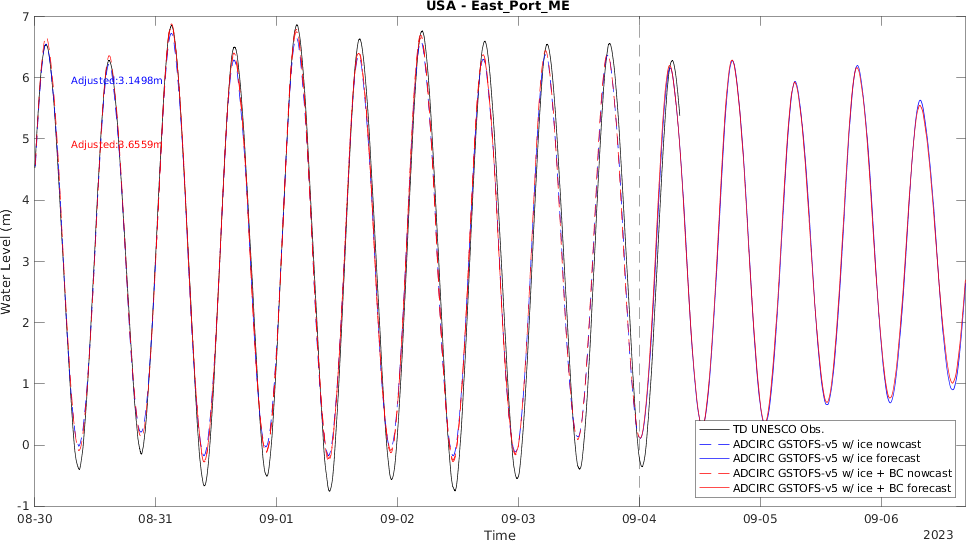 USA - East_Port_ME
7
6
5
4
3
2
1
0
-1
Water Level (m)
Adjusted:3.1498m
Adjusted:3.6559m
TD UNESCO Obs.
ADCIRC GSTOFS-v5 w/ ice nowcast
ADCIRC GSTOFS-v5 w/ ice forecast
ADCIRC GSTOFS-v5 w/ ice + BC nowcast
ADCIRC GSTOFS-v5 w/ ice + BC forecast
08-30 08-31 09-01 09-02 09-03 09-04 09-05 09-06
Time
2023